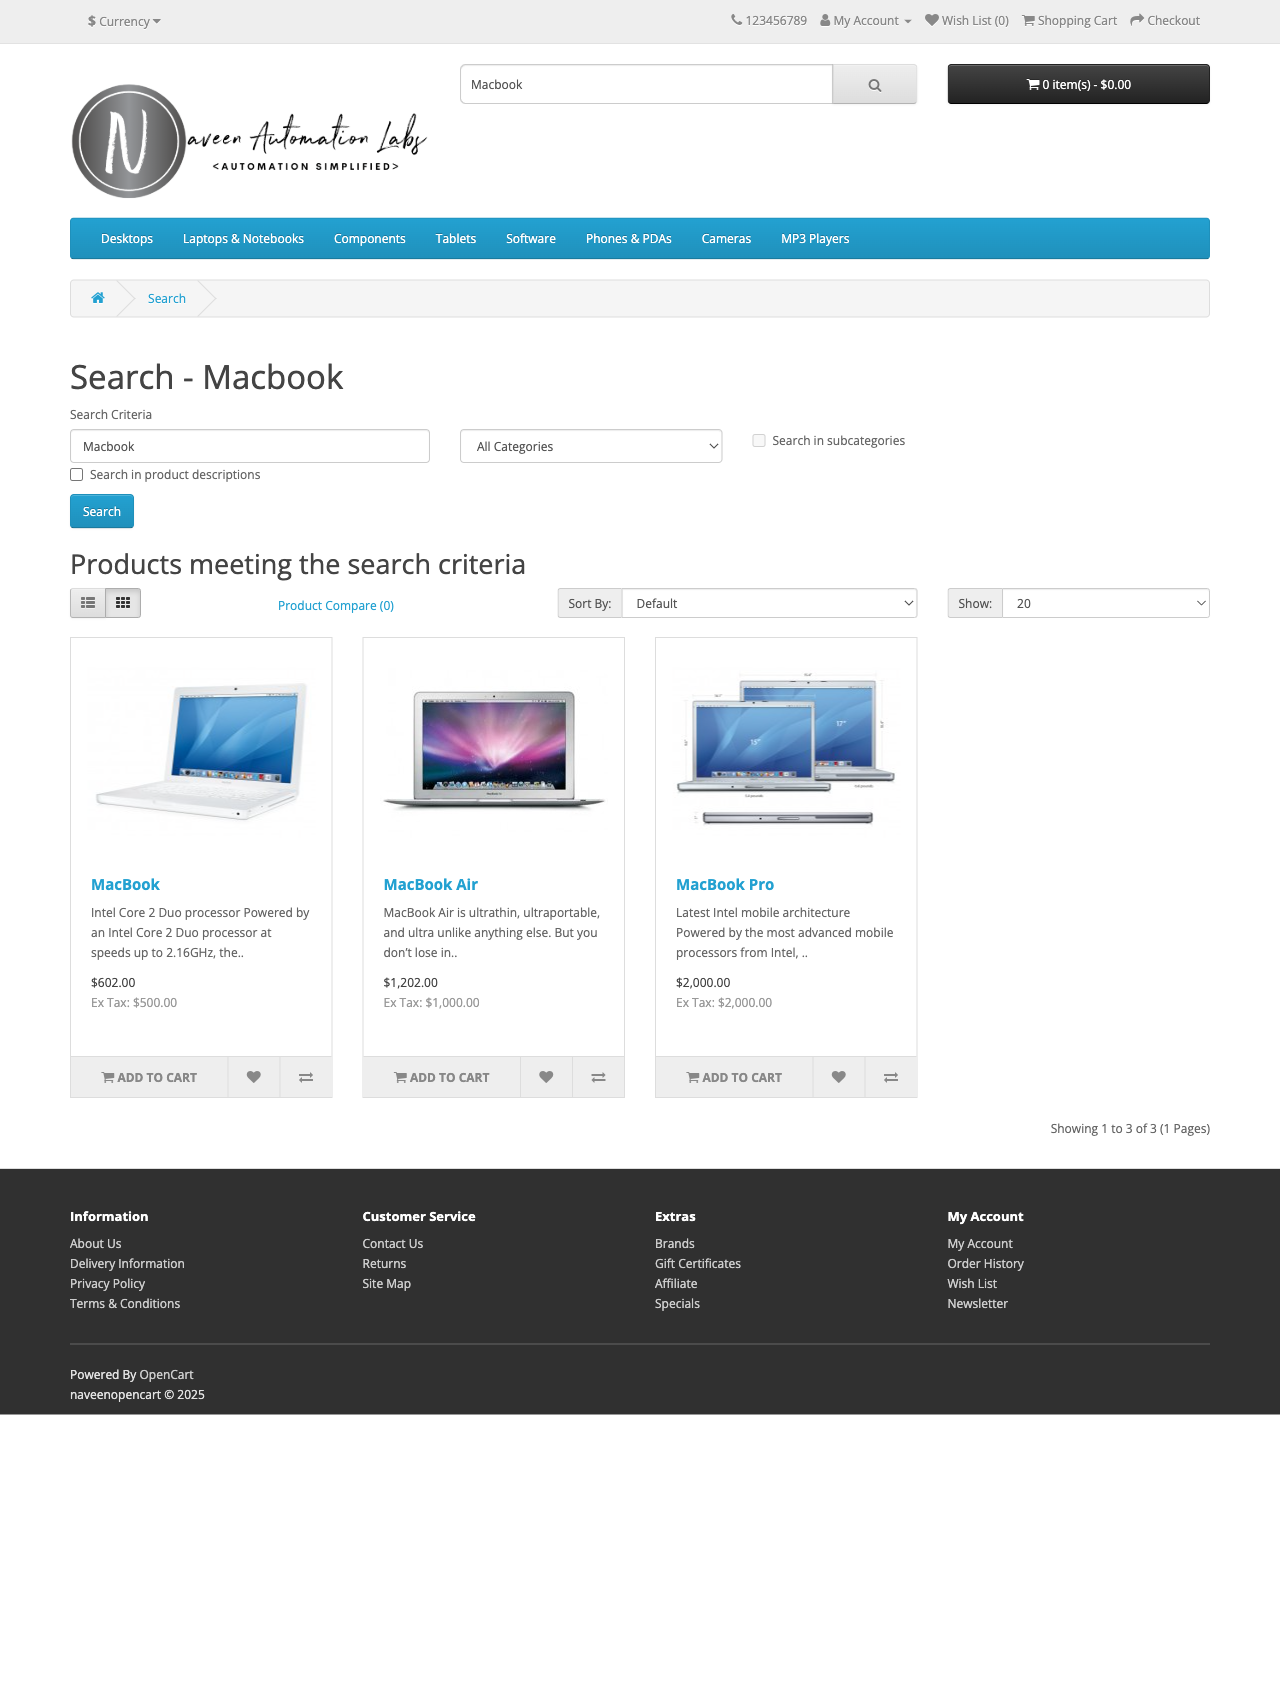 $ Currency
123456789 My Account Wish List (0) Shopping Cart Checkout
N
aveen Automation Labs
<AUTOMATION SIMPLIFIED>
Macbook
0 item(s) - $0.00
Desktops Laptops & Notebooks Components Tablets Software Phones & PDAs Cameras MP3 Players
Search
Search - Macbook
Search Criteria
Macbook
All Categories
Search in subcategories
Search in product descriptions
Search
Products meeting the search criteria
Product Compare (0)
Sort By: Default
Show: 20
15"
17"
MacBook
Intel Core 2 Duo processor Powered by
an Intel Core 2 Duo processor at
speeds up to 2.16GHz, the..
$602.00
Ex Tax: $500.00
ADD TO CART
MacBook Air
MacBook Air is ultrathin, ultraportable,
and ultra unlike anything else. But you
don’t lose in..
$1,202.00
Ex Tax: $1,000.00
ADD TO CART
MacBook Pro
Latest Intel mobile architecture
Powered by the most advanced mobile
processors from Intel, ..
$2,000.00
Ex Tax: $2,000.00
ADD TO CART
Showing 1 to 3 of 3 (1 Pages)
Information
About Us
Delivery Information
Privacy Policy
Terms & Conditions
Customer Service
Contact Us
Returns
Site Map
Extras
Brands
Gift Certificates
Affiliate
Specials
My Account
My Account
Order History
Wish List
Newsletter
Powered By OpenCart
naveenopencart © 2025